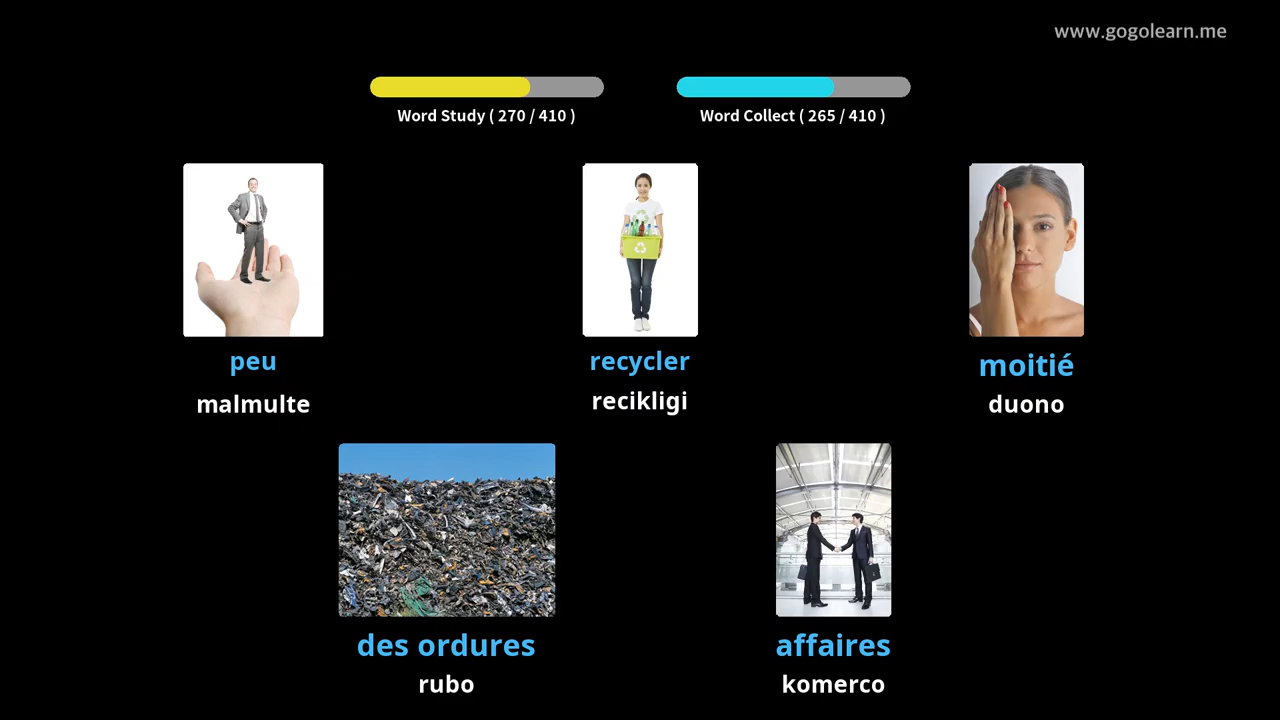 www.gogolearn.me
Word Study ( 270 / 410 )
Word Collect ( 265 / 410 )
peu
malmulte
recycler
recikligi
moitié
duono
des ordures
rubo
affaires
komerco